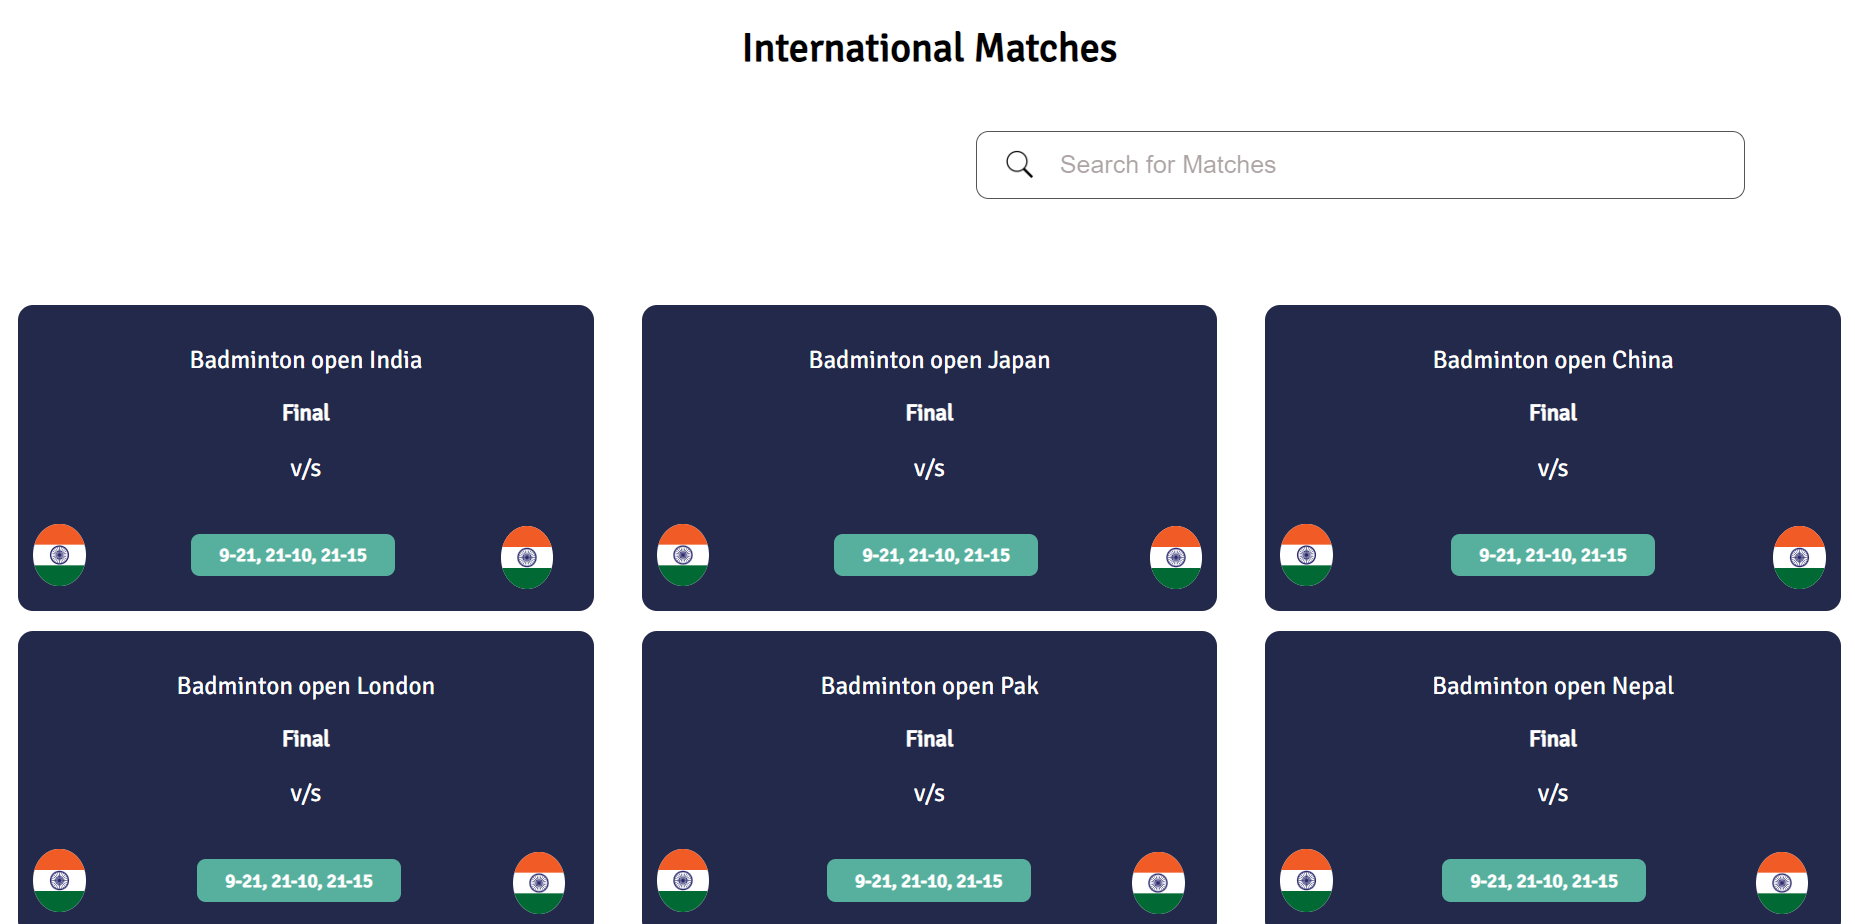 International Matches
Search for Matches
Badminton open India
Final
v/s
9-21, 21-10, 21-15
Badminton open Japan
Final
v/s
9-21, 21-10, 21-15
Badminton open China
Final
v/s
9-21, 21-10, 21-15
Badminton open London
Final
v/s
9-21, 21-10, 21-15
Badminton open Pak
Final
v/s
9-21, 21-10, 21-15
Badminton open Nepal
Final
v/s
9-21, 21-10, 21-15